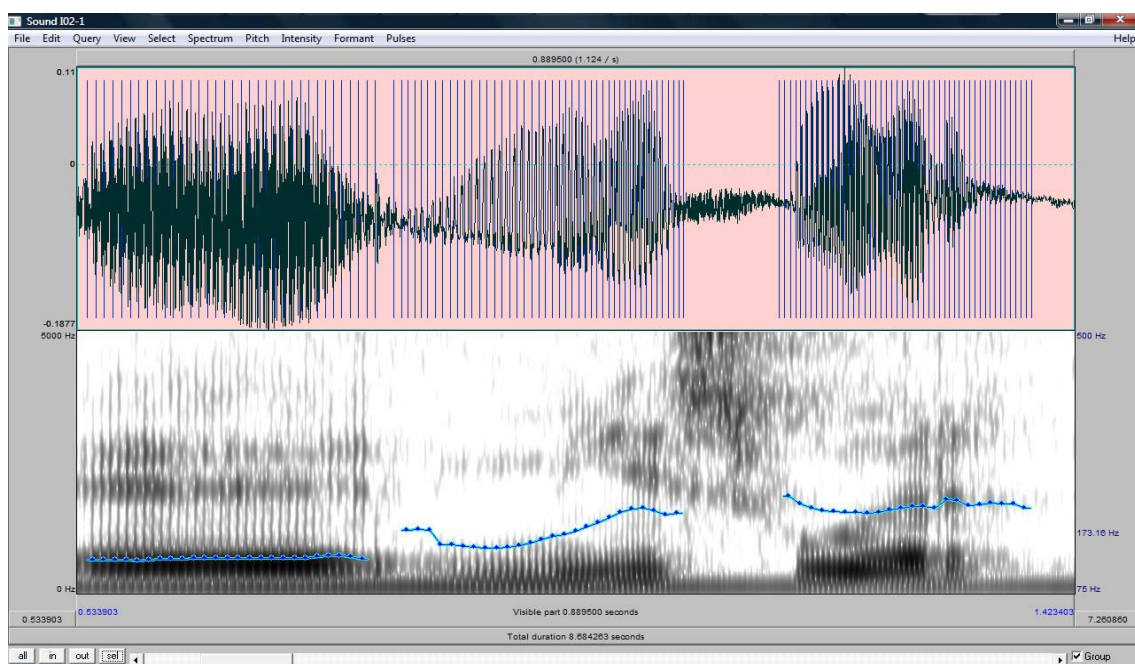 Sound I02-1
File Edit Query View Select Spectrum Pitch Intensity Formant Pulses Help
0.889500 (1.124 / s)
0.11
0
-0.1877
5000 Hz 500 Hz
173.16 Hz
0 Hz 75 Hz
0.533903 0.533903 Visible part 0.889500 seconds 1.423403 7.260860
Total duration 8.684263 seconds
all in out sel Group